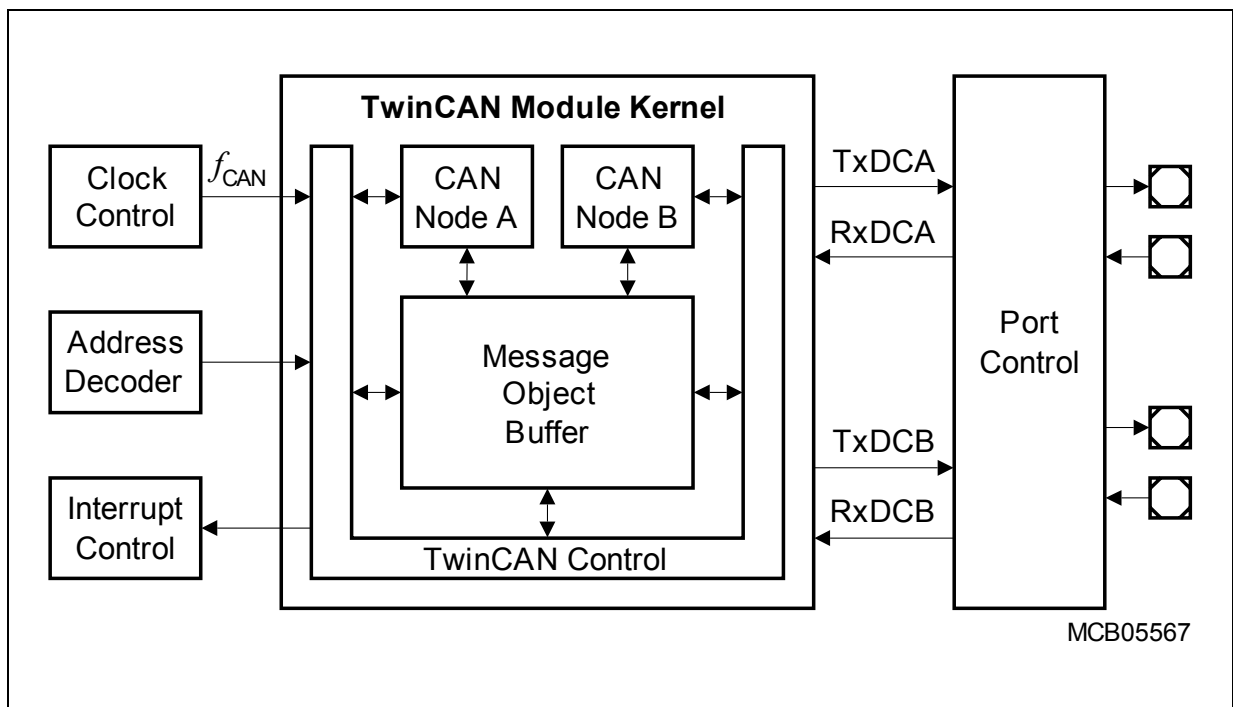 TwinCAN Module Kernel
Clock
Control
fCAN
CAN
Node A
CAN
Node B
TxDCA
RxDCA
Address
Decoder
Message
Object
Buffer
Port
Control
TxDCB
RxDCB
Interrupt
Control
TwinCAN Control
MCB05567